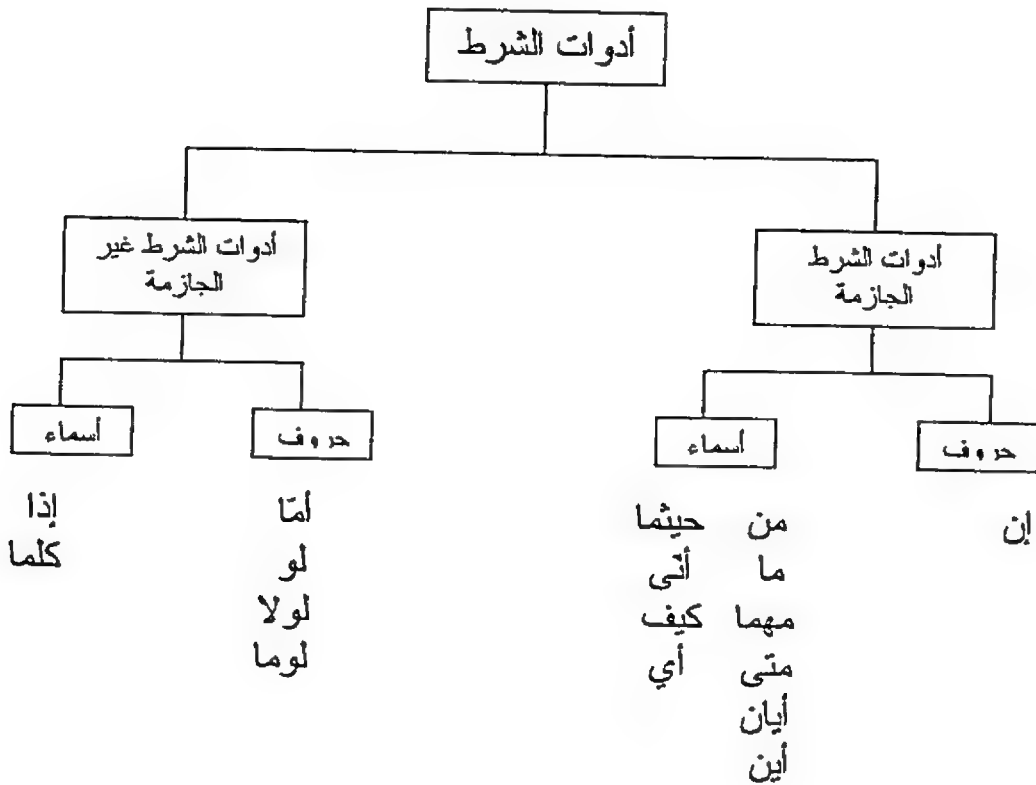 أدوات الشرط
أدوات الشرط الجازمة
أدوات الشرط غير الجازمة
حروف
أسماء
حروف
أسماء
إن
من حيثما
ما أنّى
مهما كيف
متى أي
أيان
أين
أمّا
لو
لولا
لوما
إذا
كلما